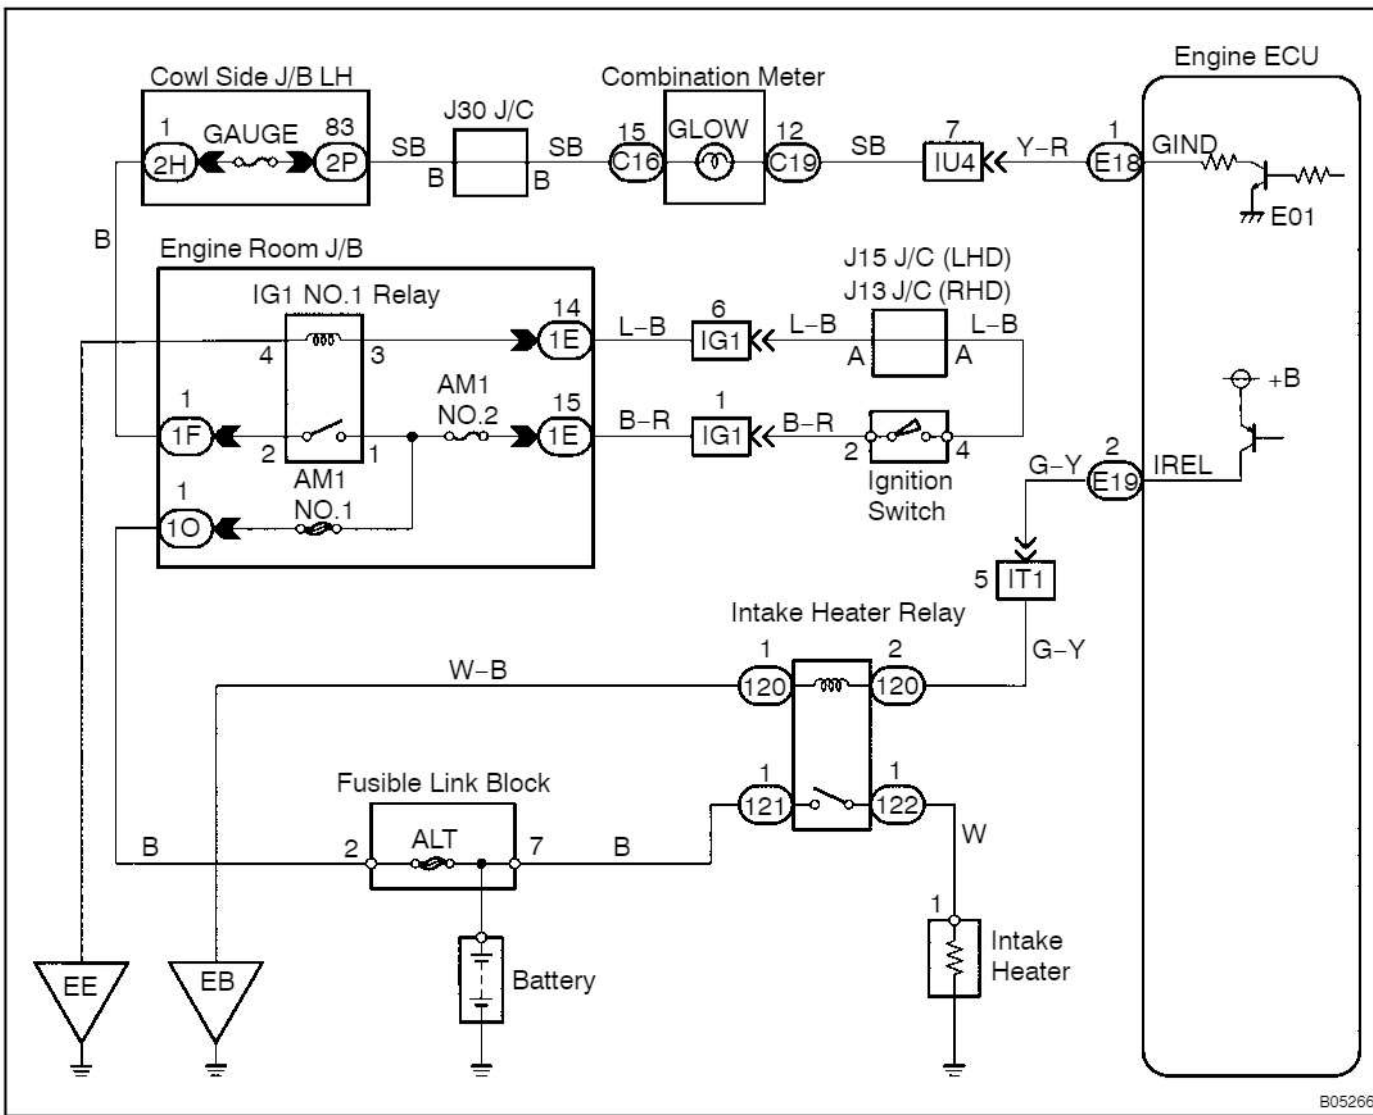 Engine ECU
Cowl Side J/B LH
Combination Meter
J30 J/C
1
GAUGE
83
15
GLOW
12
7
1
2H
2P
SB
SB
C16
C19
SB
IU4
Y-R
E18
GIND
B
B
E01
B
Engine Room J/B
J15 J/C (LHD)
IG1 NO.1 Relay
J13 J/C (RHD)
14
6
4
3
1E
L-B
IG1
L-B
A
A
L-B
AM1
NO.2
+B
1
15
1
1F
2
1
1E
B-R
IG1
B-R
2
4
2
G-Y
E19
IREL
AM1
NO.1
Ignition
Switch
1
1O
5
IT1
Intake Heater Relay
1
2
G-Y
W-B
120
120
1
1
Fusible Link Block
121
122
ALT
W
B
2
7
B
1
Intake
Heater
EE
EB
Battery
B05266